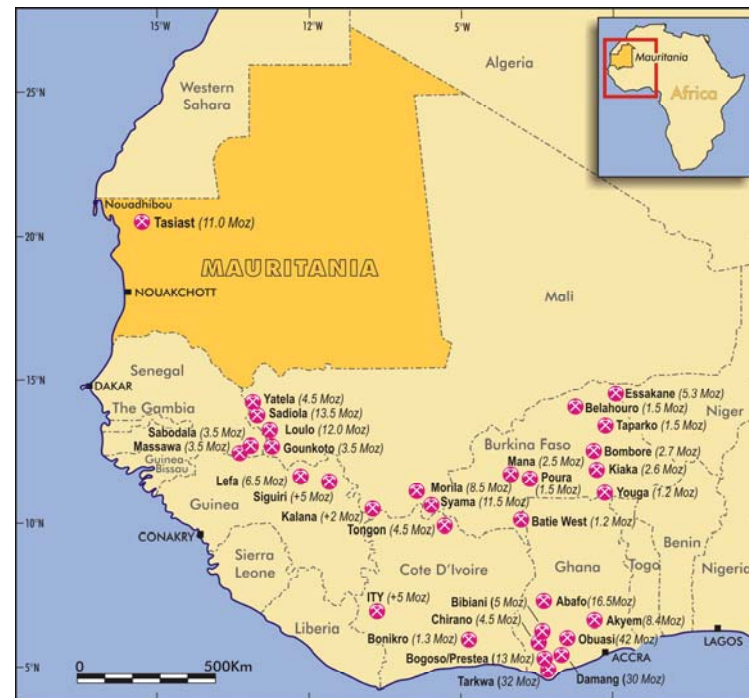 15°W
12°W
5°W
25°N
20°N
15°N
10°N
5°N
Mauritania
Africa
Algeria
Western
Sahara
Nouadhibou
Tasiast (11.0 Moz)
MAURITANIA
NOUAKCHOTT
Mali
Senegal
DAKAR
The Gambia
Guinea-
Bissau
Yatela (4.5 Moz)
Sadiola (13.5 Moz)
Sabodala (3.5 Moz)
Loulo (12.0 Moz)
Massawa (3.5 Moz)
Gounkoto (3.5 Moz)
Essakane (5.3 Moz)
Belahouro (1.5 Moz)
Niger
Taparko (1.5 Moz)
Burkina Faso
Bombore (2.7 Moz)
Mana (2.5 Moz)
Kiaka (2.6 Moz)
Poura
(1.5 Moz)
Youga (1.2 Moz)
Guinea
Lefa (6.5 Moz)
Siguiri (+5 Moz)
Morila (8.5 Moz)
Syama (11.5 Moz)
Kalana (+2 Moz)
Batie West (1.2 Moz)
Tongon (4.5 Moz)
CONAKRY
Sierra
Leone
Cote D'Ivoire
Ghana
Togo
Benin
Nigeria
Liberia
ITY (+5 Moz)
Bibiani (5 Moz)
Abafo (16.5Moz)
Chirano (4.5 Moz)
Akyem (8.4Moz)
Bonikro (1.3 Moz)
Obuasi (42 Moz)
LAGOS
ACCRA
Bogoso/Prestea (13 Moz)
Tarkwa (32 Moz)
Damang (30 Moz)
0
500Km